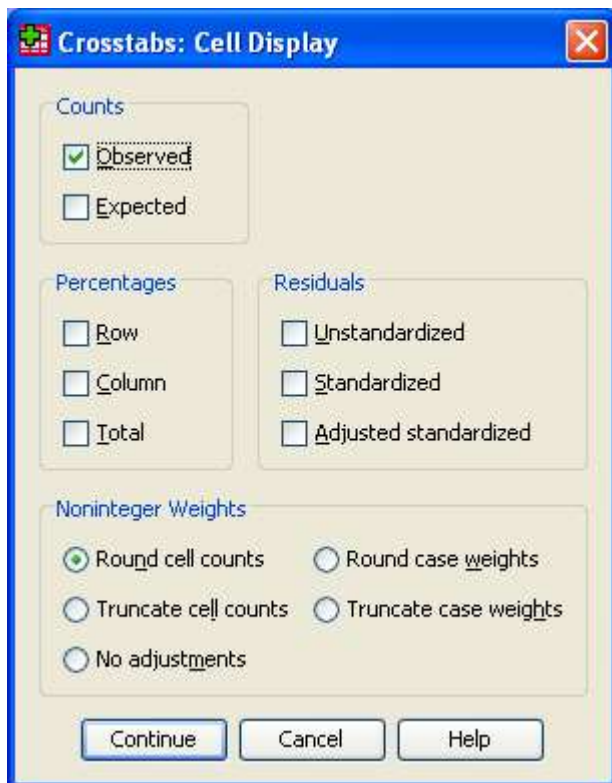 Crosstabs: Cell Display
Counts
Observed
Expected
Percentages
Row
Column
Total
Residuals
Unstandardized
Standardized
Adjusted standardized
Noninteger Weights
Round cell counts
Round case weights
Truncate cell counts
Truncate case weights
No adjustments
Continue
Cancel
Help